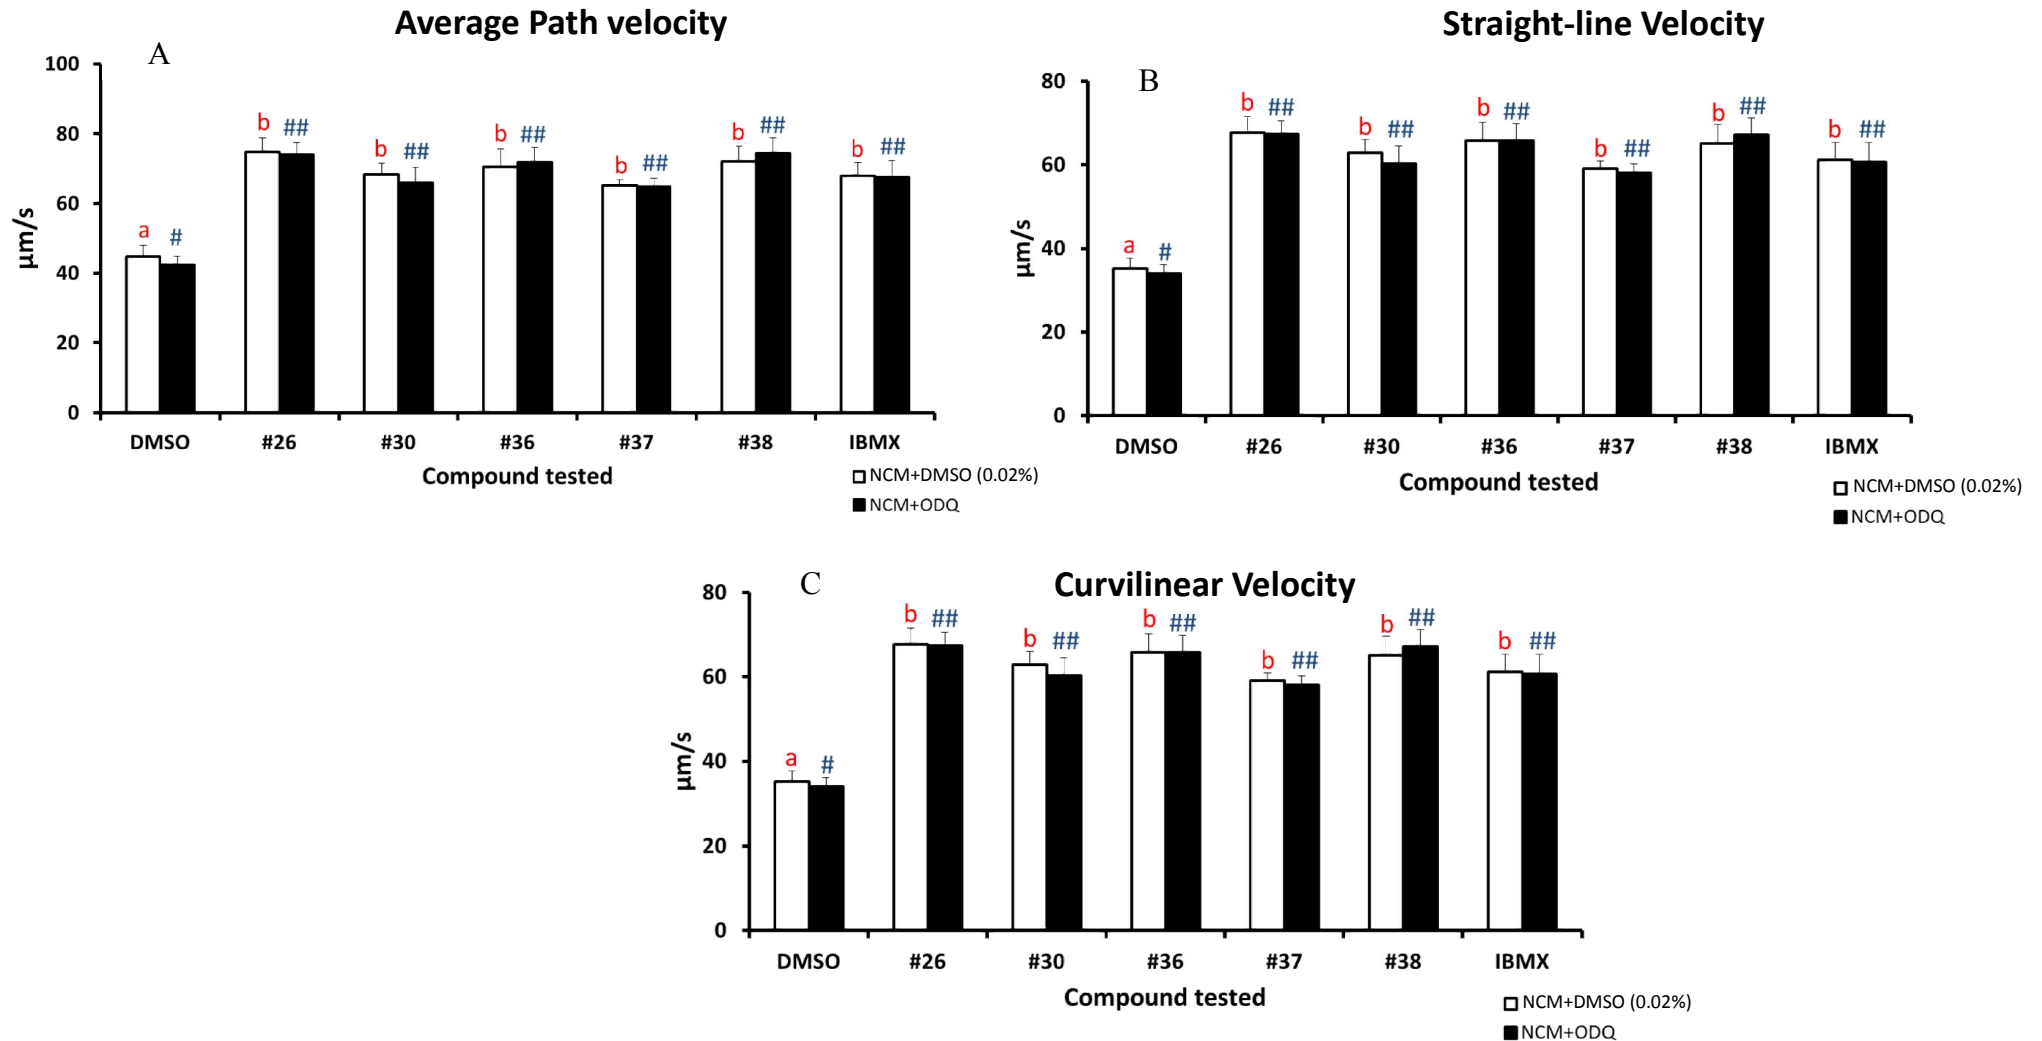 Average Path velocity
A
100
80
60
40
20
0
µm/s
a # b ## b ## b ## b ## b ## b ##
DMSO #26 #30 #36 #37 #38 IBMX
Compound tested
NCM+DMSO (0.02%)
NCM+ODQ
Straight-line Velocity
B
80
60
40
20
0
µm/s
a # b ## b ## b ## b ## b ## b ##
DMSO #26 #30 #36 #37 #38 IBMX
Compound tested
NCM+DMSO (0.02%)
NCM+ODQ
C
Curvilinear Velocity
80
60
40
20
0
µm/s
a # b ## b ## b ## b ## b ## b ##
DMSO #26 #30 #36 #37 #38 IBMX
Compound tested
NCM+DMSO (0.02%)
NCM+ODQ